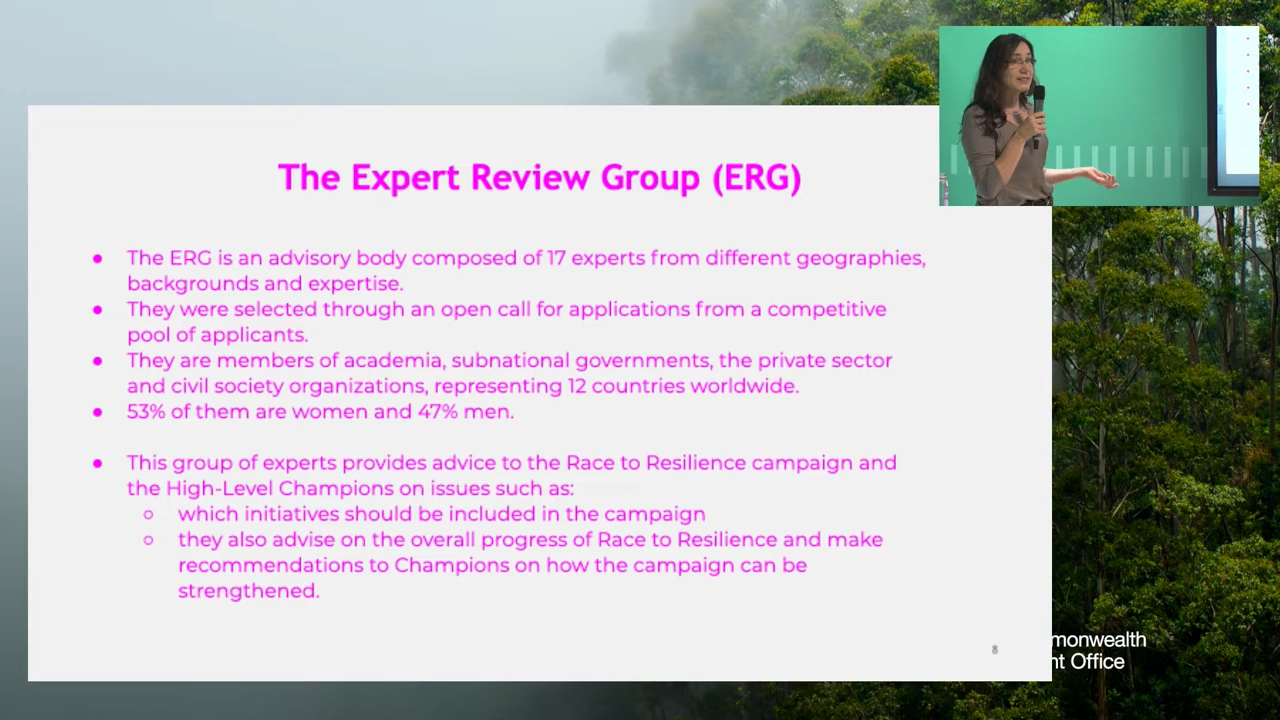 The Expert Review Group (ERG)
● The ERG is an advisory body composed of 17 experts from different geographies,
backgrounds and expertise.
● They were selected through an open call for applications from a competitive
pool of applicants.
● They are members of academia, subnational governments, the private sector
and civil society organizations, representing 12 countries worldwide.
● 53% of them are women and 47% men.
● This group of experts provides advice to the Race to Resilience campaign and
the High-Level Champions on issues such as:
○ which initiatives should be included in the campaign
○ they also advise on the overall progress of Race to Resilience and make
recommendations to Champions on how the campaign can be
strengthened.
8
monwealth
nt Office